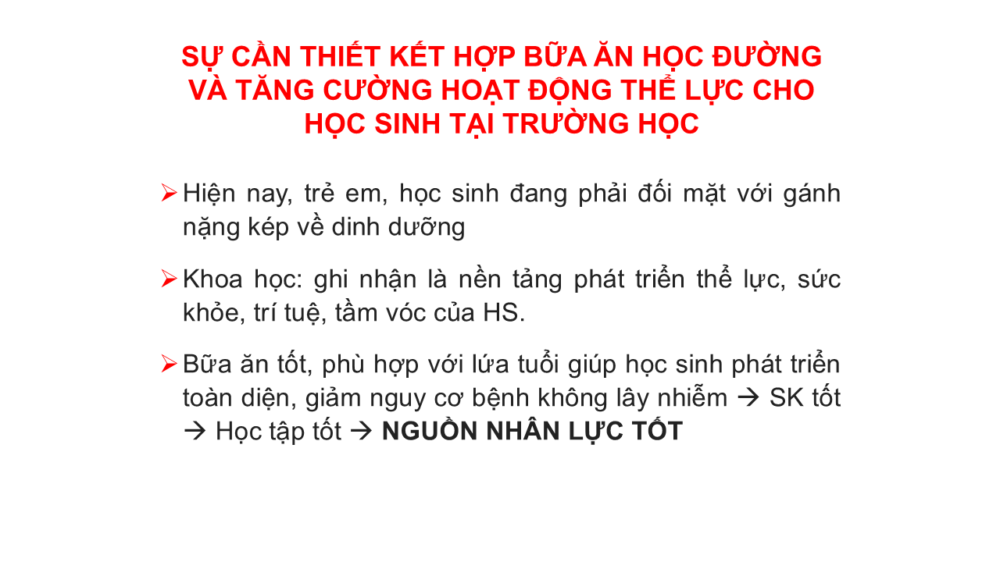 SỰ CẦN THIẾT KẾT HỢP BỮA ĂN HỌC ĐƯỜNG
VÀ TĂNG CƯỜNG HOẠT ĐỘNG THỂ LỰC CHO
HỌC SINH TẠI TRƯỜNG HỌC
➢Hiện nay, trẻ em, học sinh đang phải đối mặt với gánh
nặng kép về dinh dưỡng
➢Khoa học: ghi nhận là nền tảng phát triển thể lực, sức
khỏe, trí tuệ, tầm vóc của HS.
➢Bữa ăn tốt, phù hợp với lứa tuổi giúp học sinh phát triển
toàn diện, giảm nguy cơ bệnh không lây nhiễm → SK tốt
→ Học tập tốt → NGUỒN NHÂN LỰC TỐT